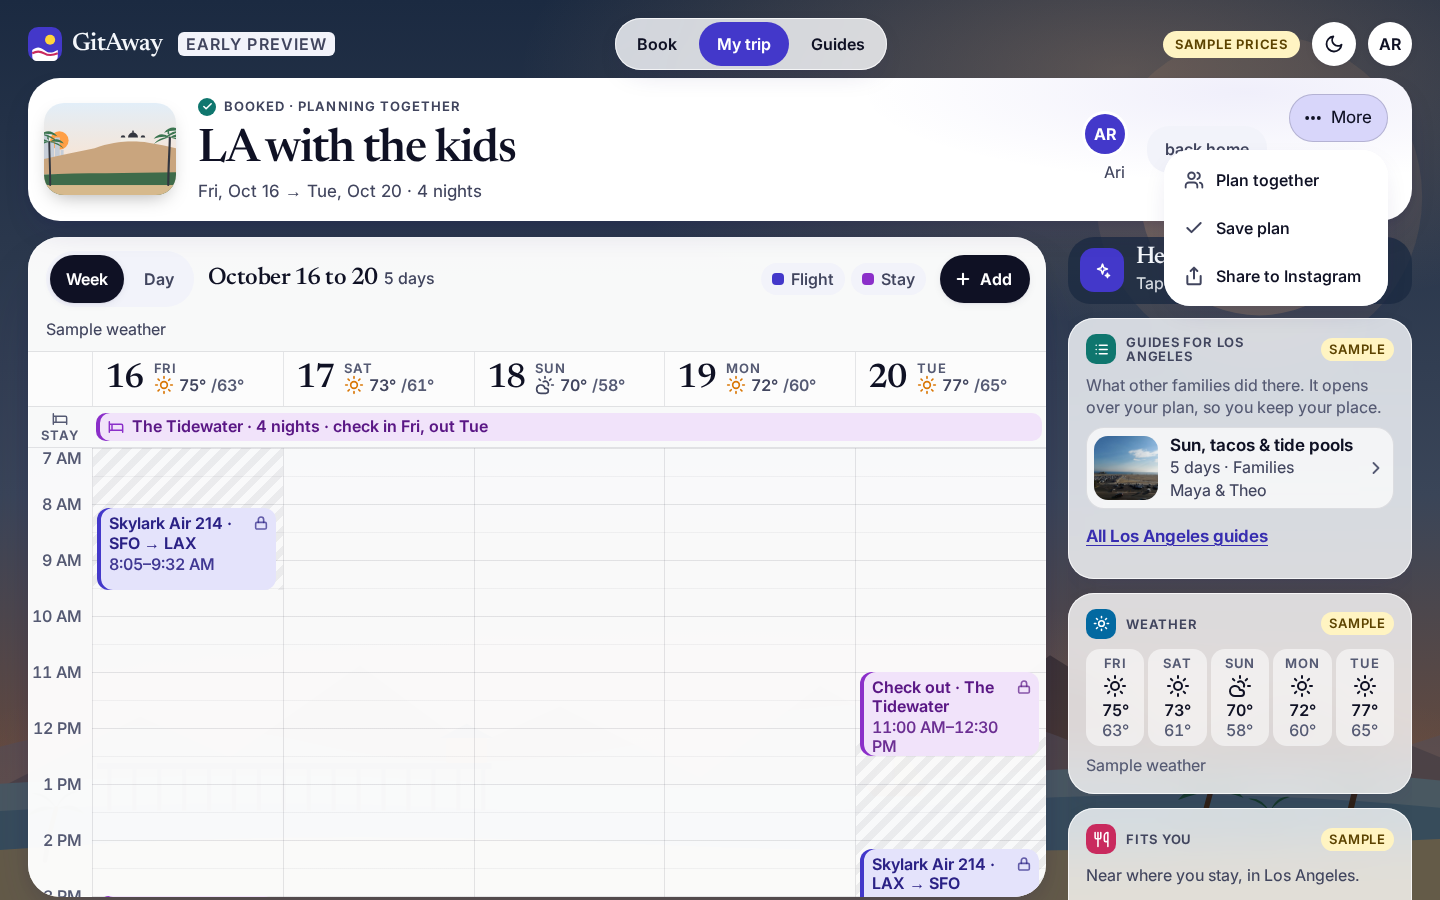 GitAway
EARLY PREVIEW
Book
My trip
Guides
SAMPLE PRICES
AR
BOOKED · PLANNING TOGETHER
LA with the kids
Fri, Oct 16 → Tue, Oct 20 · 4 nights
AR
Ari
back home
More
Plan together
Save plan
Share to Instagram
Week
Day
October 16 to 20
5 days
Flight
Stay
+ Add
Sample weather
16 FRI 75° /63°
17 SAT 73° /61°
18 SUN 70° /58°
19 MON 72° /60°
20 TUE 77° /65°
STAY
The Tidewater · 4 nights · check in Fri, out Tue
7 AM
8 AM
Skylark Air 214 ·
SFO → LAX
8:05–9:32 AM
9 AM
10 AM
11 AM
Check out · The
Tidewater
11:00 AM–12:30
PM
12 PM
1 PM
2 PM
Skylark Air 214 ·
LAX → SFO
He
Tap
GUIDES FOR LOS
ANGELES
SAMPLE
What other families did there. It opens
over your plan, so you keep your place.
Sun, tacos & tide pools
5 days · Families
Maya & Theo
All Los Angeles guides
WEATHER
SAMPLE
FRI
75°
63°
SAT
73°
61°
SUN
70°
58°
MON
72°
60°
TUE
77°
65°
Sample weather
FITS YOU
SAMPLE
Near where you stay, in Los Angeles.